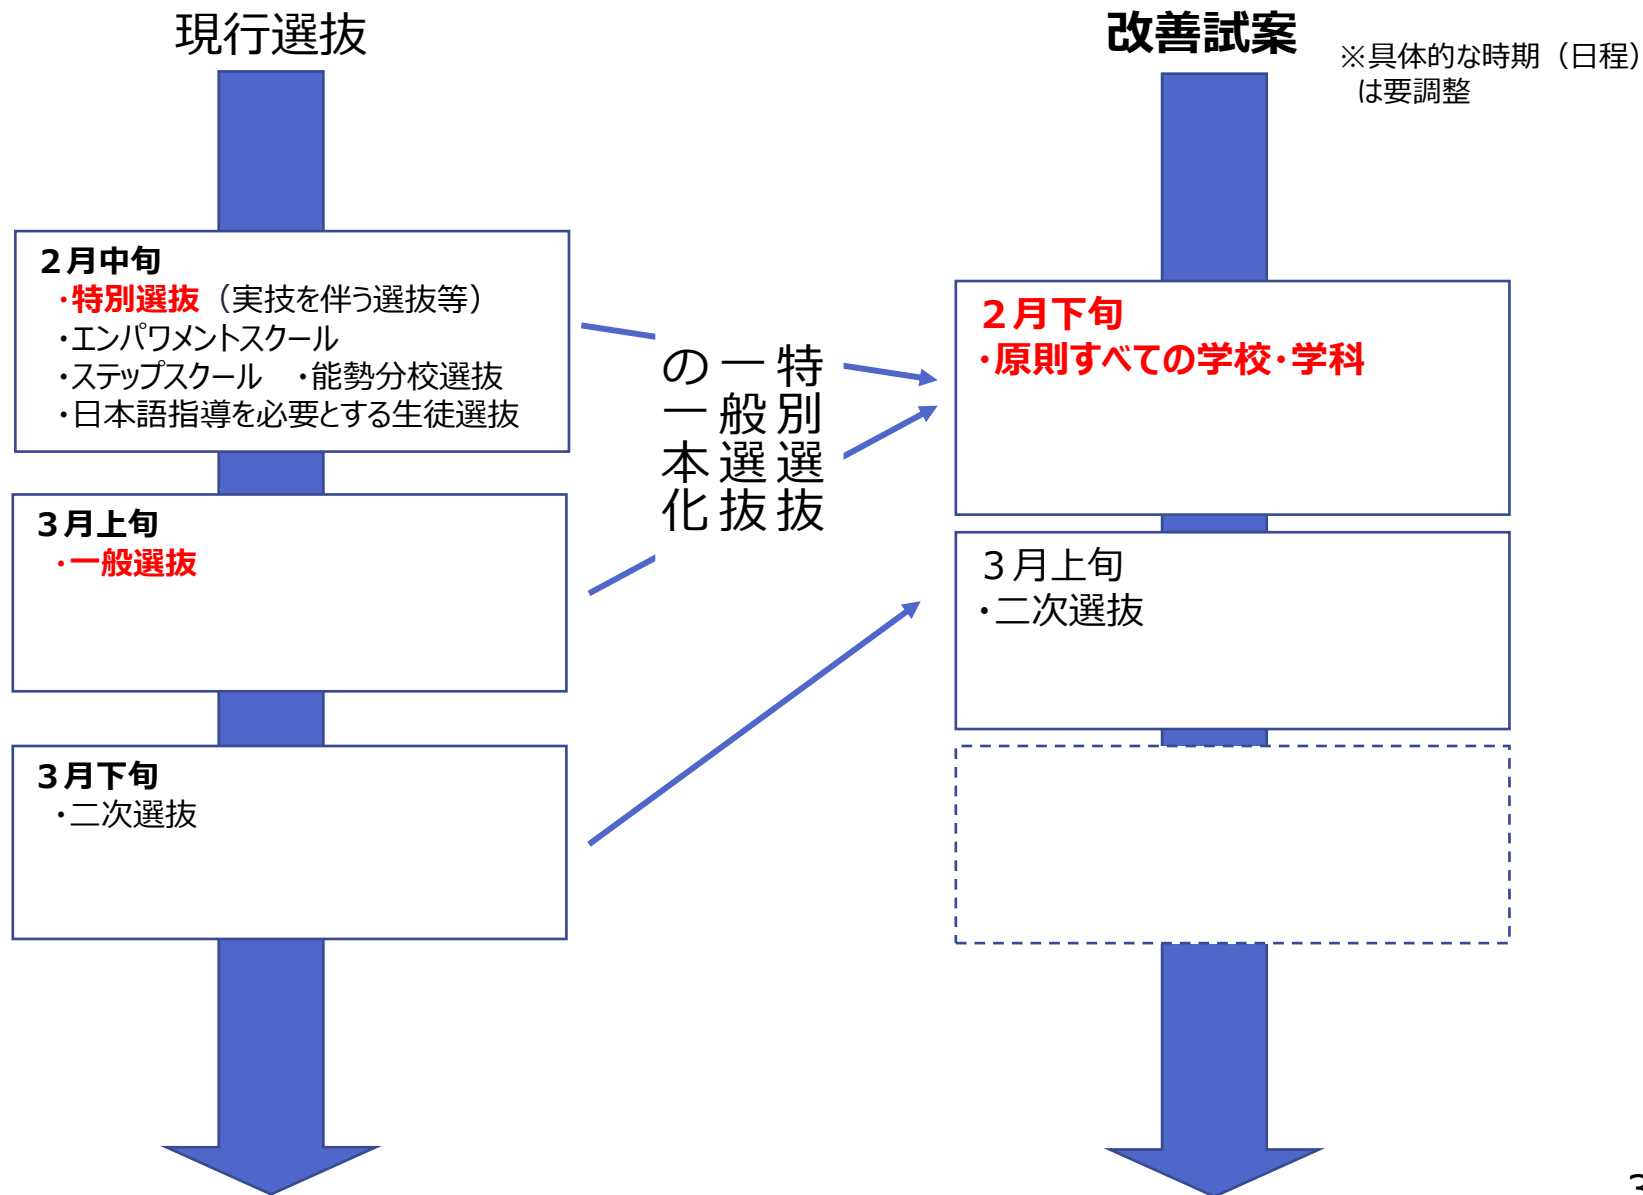 現行選抜
２月中旬
・特別選抜（実技を伴う選抜等）
・エンパワメントスクール
・ステップスクール　・能勢分校選抜
・日本語指導を必要とする生徒選抜
３月上旬
・一般選抜
３月下旬
・二次選抜
特別選抜
一般選抜
の一本化
改善試案
※具体的な時期（日程）
は要調整
２月下旬
・原則すべての学校・学科
３月上旬
・二次選抜